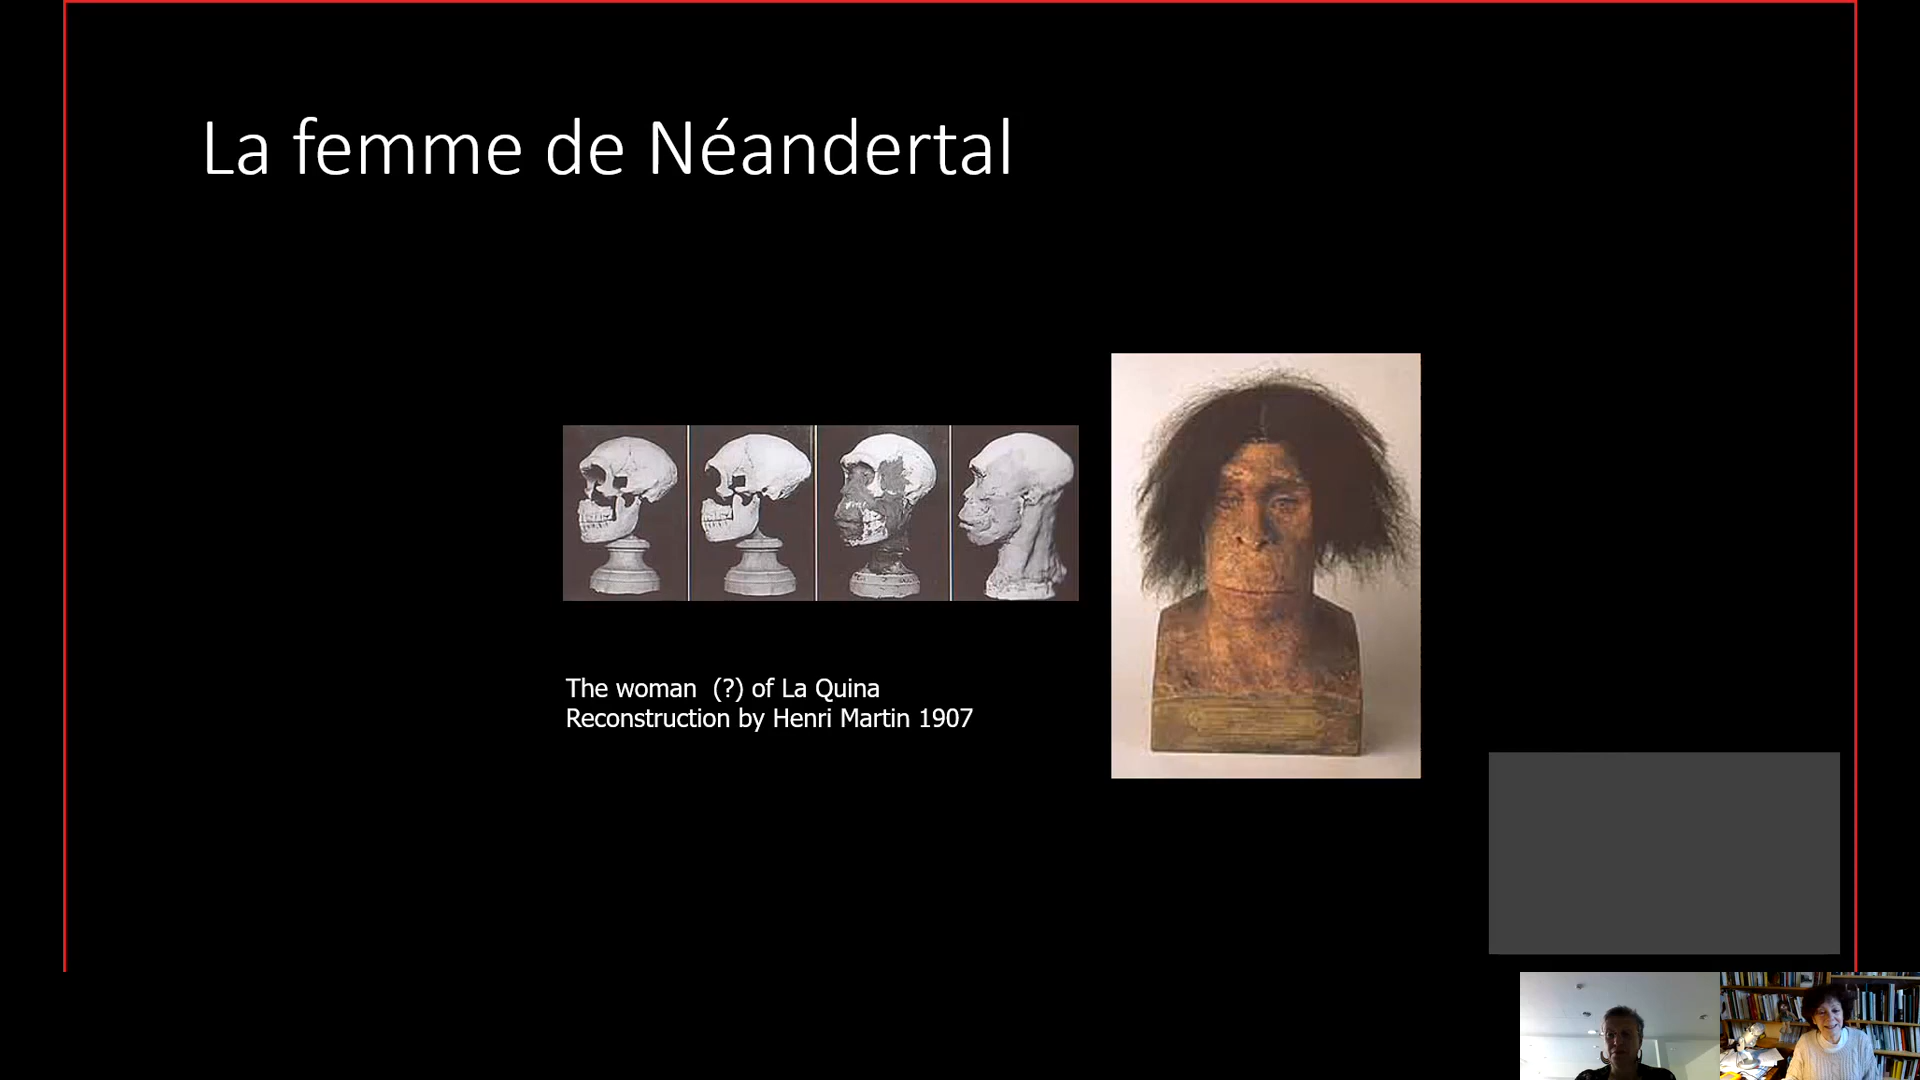 La femme de Néandertal
The woman (?) of La Quina
Reconstruction by Henri Martin 1907